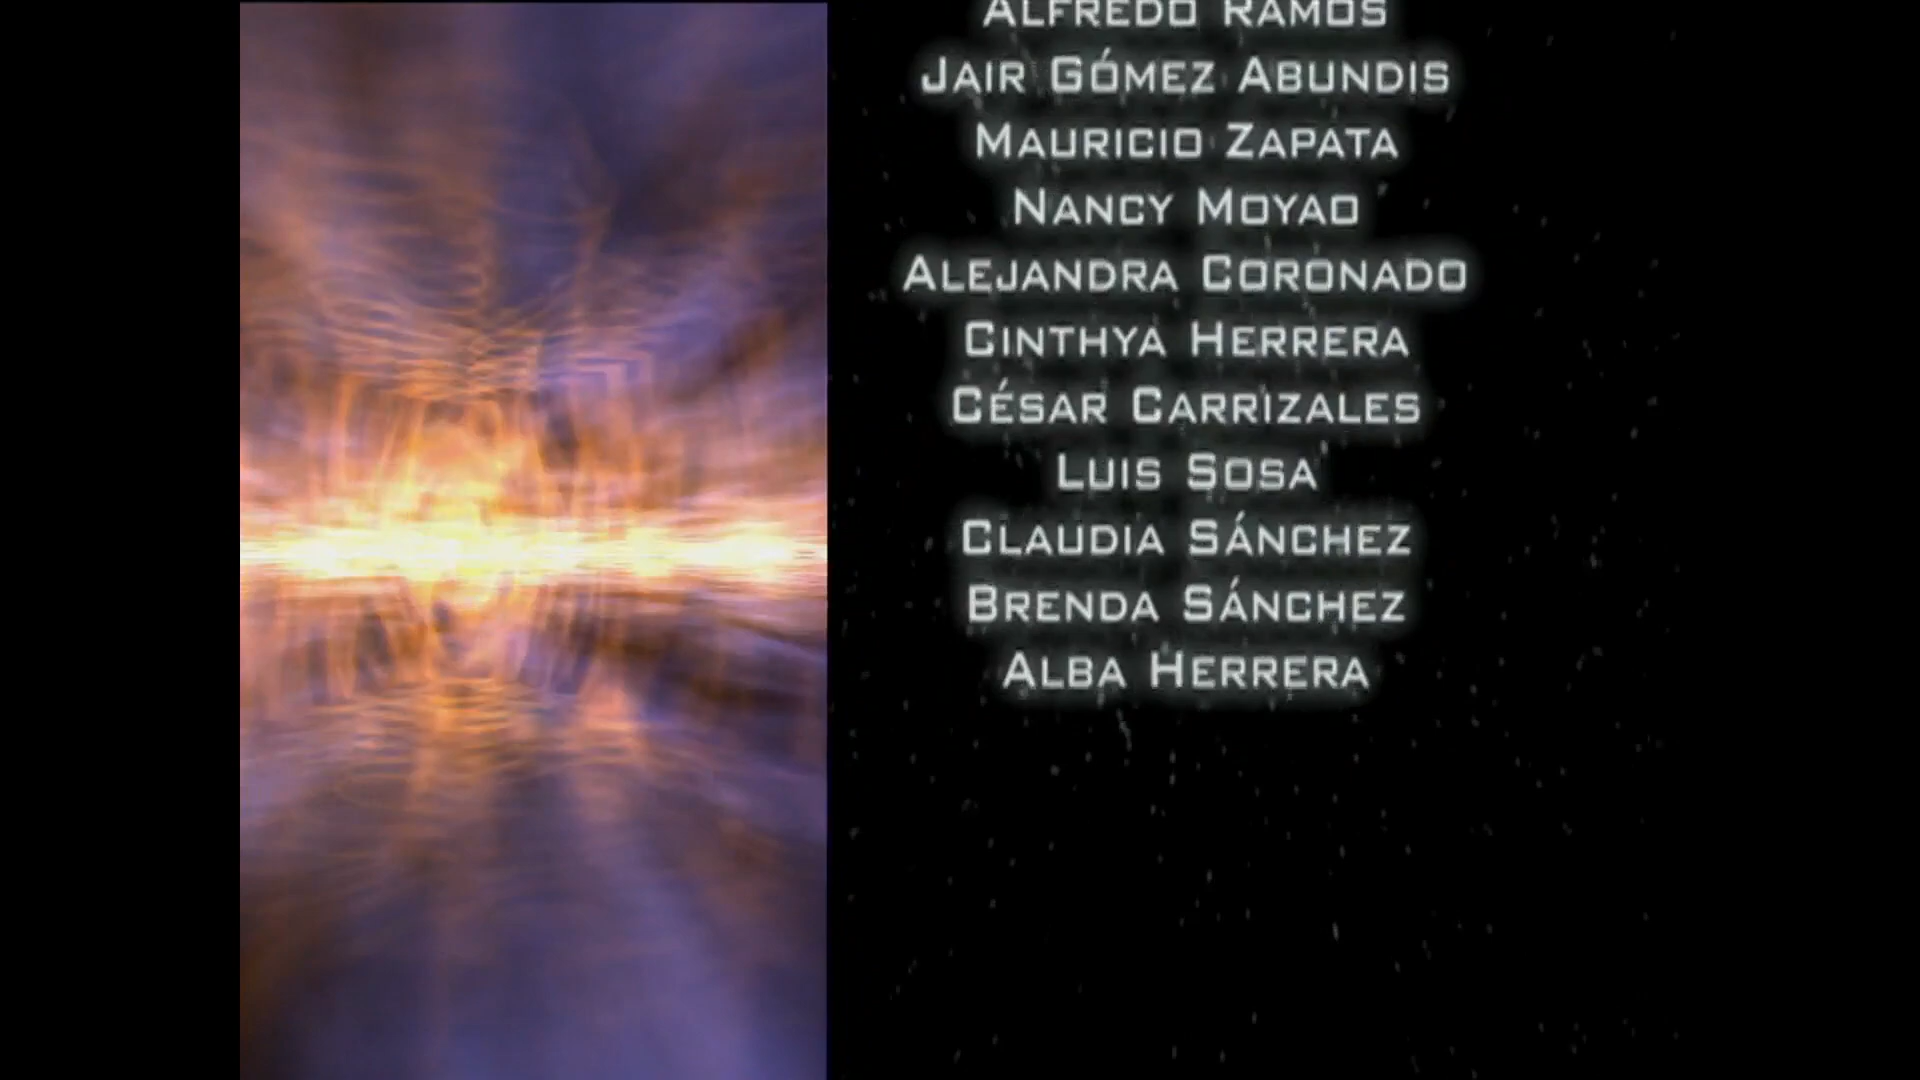 ALFREDO RAMOS
JAIR GÓMEZ ABUNDIS
MAURICIO ZAPATA
NANCY MOYAO
ALEJANDRA CORONADO
CINTHYA HERRERA
CÉSAR CARRIZALES
LUIS SOSA
CLAUDIA SÁNCHEZ
BRENDA SÁNCHEZ
ALBA HERRERA